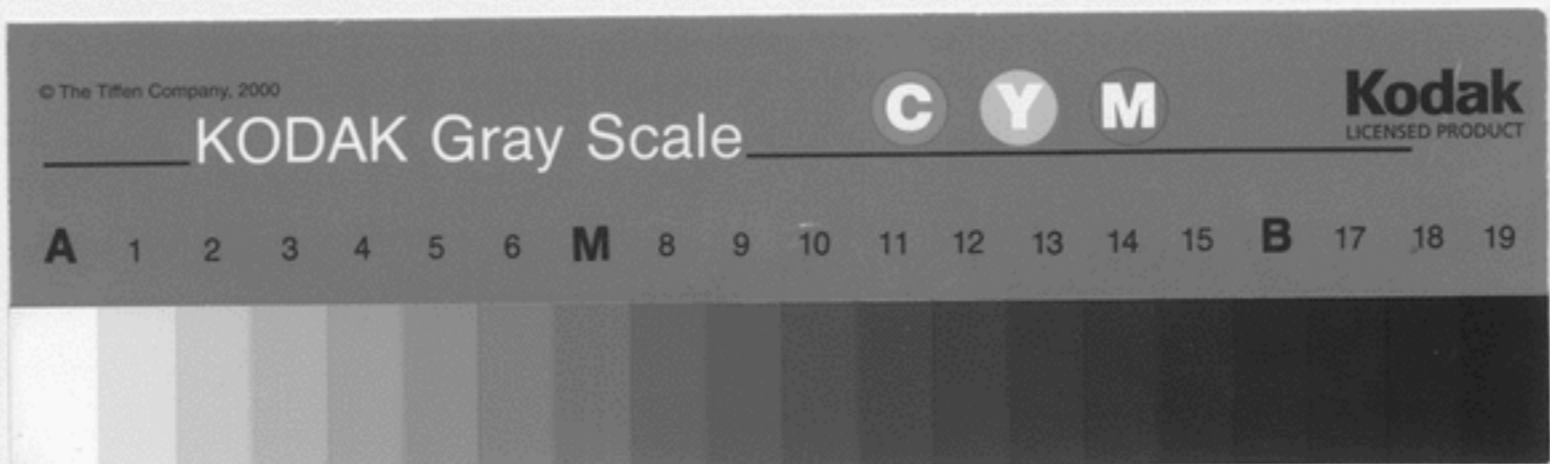 © The Tiffen Company, 2000
KODAK Gray Scale
C Y M
Kodak
LICENSED PRODUCT
A 1 2 3 4 5 6 M 8 9 10 11 12 13 14 15 B 17 18 19